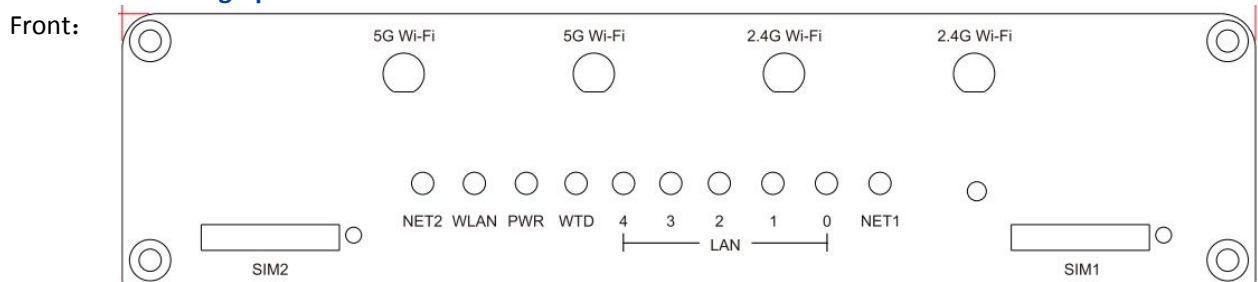 Front:
5G Wi-Fi 5G Wi-Fi 2.4G Wi-Fi 2.4G Wi-Fi
NET2 WLAN PWR WTD 4 3 2 1 0 NET1
LAN
SIM2 SIM1